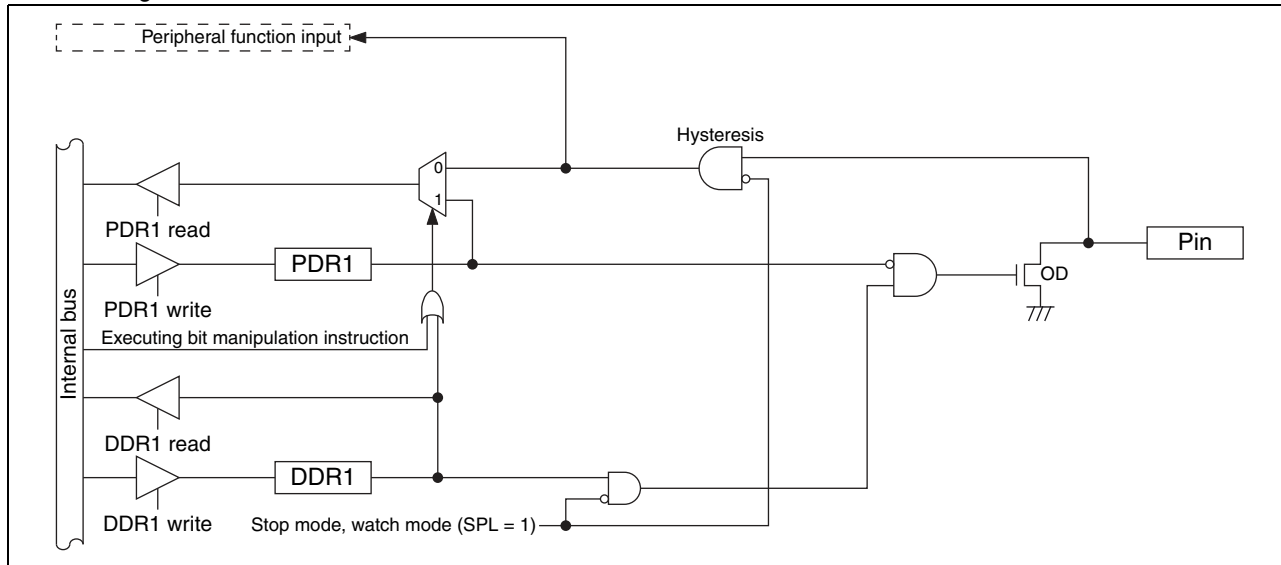 Peripheral function input
Hysteresis
0
1
PDR1 read
Pin
PDR1
OD
PDR1 write
Executing bit manipulation instruction
Internal bus
DDR1 read
DDR1
DDR1 write
Stop mode, watch mode (SPL = 1)